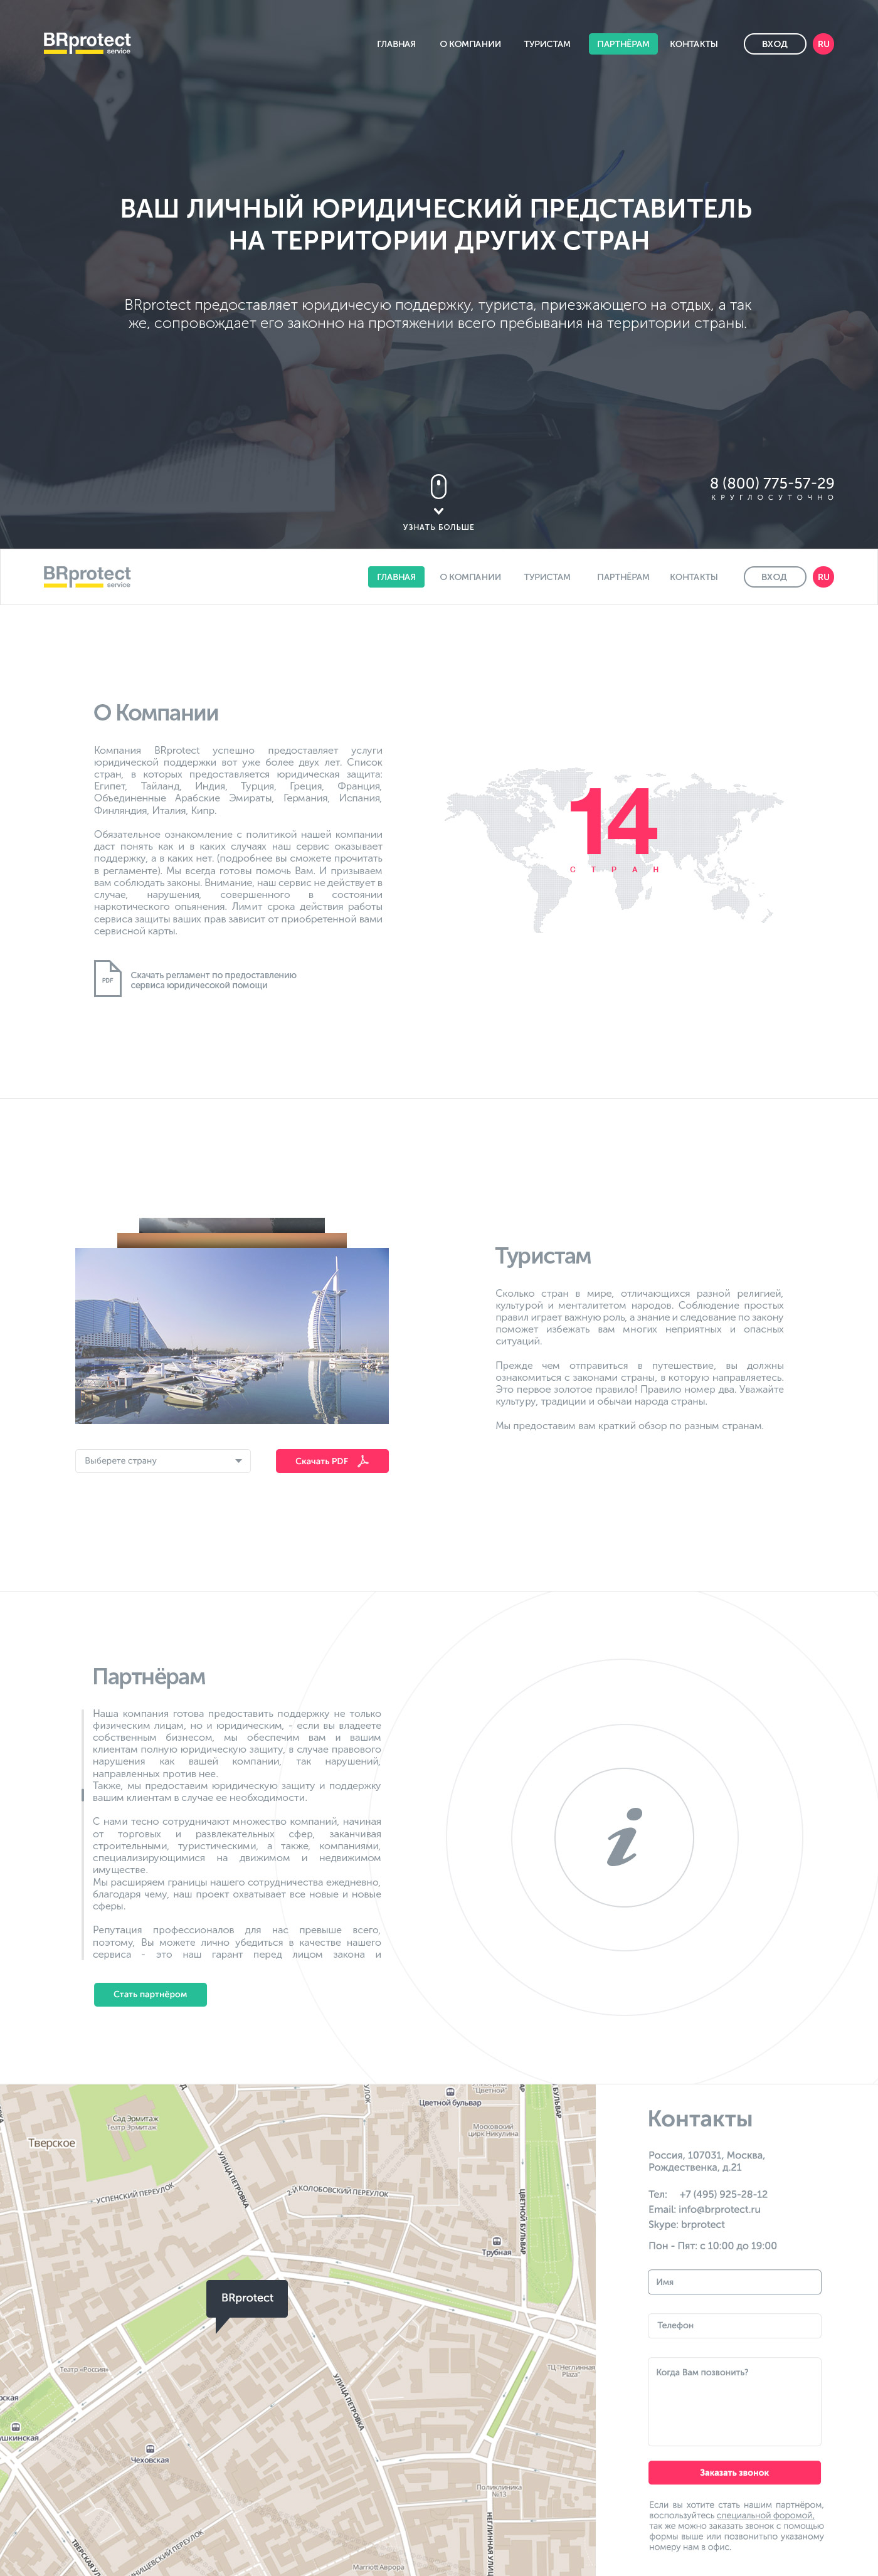 BRprotect
service
ГЛАВНАЯ О КОМПАНИИ ТУРИСТАМ ПАРТНЁРАМ КОНТАКТЫ ВХОД RU
ВАШ ЛИЧНЫЙ ЮРИДИЧЕСКИЙ ПРЕДСТАВИТЕЛЬ
НА ТЕРРИТОРИИ ДРУГИХ СТРАН
BRprotect предоставляет юридичесую поддержку, туриста, приезжающего на отдых, а так
же, сопровождает его законно на протяжении всего пребывания на территории страны.
8 (800) 775-57-29
КРУГЛОСУТОЧНО
УЗНАТЬ БОЛЬШЕ
BRprotect
service
ГЛАВНАЯ О КОМПАНИИ ТУРИСТАМ ПАРТНЁРАМ КОНТАКТЫ ВХОД RU
О Компании
Компания BRprotect успешно предоставляет услуги
юридической поддержки вот уже более двух лет. Список
стран, в которых предоставляется юридическая защита:
Египет, Тайланд, Индия, Турция, Греция, Франция,
Объединенные Арабские Эмираты, Германия, Испания,
Финляндия, Италия, Кипр.
Обязательное ознакомление с политикой нашей компании
даст понять как и в каких случаях наш сервис оказывает
поддержку, а в каких нет. (подробнее вы сможете прочитать
в регламенте). Мы всегда готовы помочь Вам. И призываем
вам соблюдать законы. Внимание, наш сервис не действует в
случае, нарушения, совершенного в состоянии
наркотического опьянения. Лимит срока действия работы
сервиса защиты ваших прав зависит от приобретенной вами
сервисной карты.
PDF
Скачать регламент по предоставлению
сервиса юридичесокой помощи
14
СТРАН
Туристам
Сколько стран в мире, отличающихся разной религией,
культурой и менталитетом народов. Соблюдение простых
правил играет важную роль, а знание и следование по закону
поможет избежать вам многих неприятных и опасных
ситуаций.
Прежде чем отправиться в путешествие, вы должны
ознакомиться с законами страны, в которую направляетесь.
Это первое золотое правило! Правило номер два. Уважайте
культуру, традиции и обычаи народа страны.
Мы предоставим вам краткий обзор по разным странам.
Выберете страну
Скачать PDF
Партнёрам
Наша компания готова предоставить поддержку не только
физическим лицам, но и юридическим, - если вы владеете
собственным бизнесом, мы обеспечим вам и вашим
клиентам полную юридическую защиту, в случае правового
нарушения как вашей компании, так нарушений,
направленных против нее.
Также, мы предоставим юридическую защиту и поддержку
вашим клиентам в случае ее необходимости.
С нами тесно сотрудничают множество компаний, начиная
от торговых и развлекательных сфер, заканчивая
строительными, туристическими, а также, компаниями,
специализирующимися на движимом и недвижимом
имуществе.
Мы расширяем границы нашего сотрудничества ежедневно,
благодаря чему, наш проект охватывает все новые и новые
сферы.
Репутация профессионалов для нас превыше всего,
поэтому, Вы можете лично убедиться в качестве нашего
сервиса - это наш гарант перед лицом закона и
i
Стать партнёром
Тверское
Сад Эрмитаж
Театр Эрмитаж
УСПЕНСКИЙ ПЕРЕУЛОК
УЛИЦА ПЕТРОВКА
2-Й КОЛОБОВСКИЙ ПЕРЕУЛОК
Цветной бульвар
"Цветной"
Московский
цирк Никулина
ЦВЕТНОЙ БУЛЬВАР
Трубная
BRprotect
Театр «Россия»
УЛИЦА ПЕТРОВКА
ТЦ "Неглинная
Plaza"
Чеховская
Поликлиника
№13
Marriott Аврора
Контакты
Россия, 107031, Москва,
Рождественка, д.21
Тел: +7 (495) 925-28-12
Email: info@brprotect.ru
Skype: brprotect
Пон - Пят: с 10:00 до 19:00
Имя
Телефон
Когда Вам позвонить?
Заказать звонок
Если вы хотите стать нашим партнёром,
воспользуйтесь специальной форомой,
так же можно заказать звонок с помощью
формы выше или позвонитьпо указаному
номеру нам в офис.